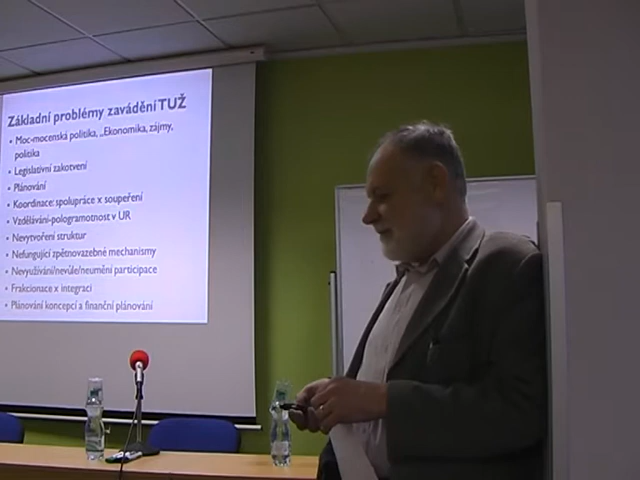 Základní problémy zavádění TUŽ
• Moc-mocenská politika, „Ekonomika, zájmy,
politika
• Legislativní zakotvení
• Plánování
• Koordinace: spolupráce x soupeření
• Vzdělávání-pologramotnost v UR
• Nevytvoření struktur
• Nefungující zpětnovazebné mechanismy
• Nevyužívání/nevůle/neumění participace
• Frakcionace x integrací
• Plánování koncepcí a finanční plánování